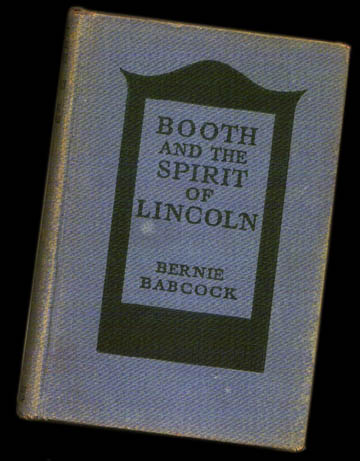 BOOTH
AND THE
SPIRIT
OF
LINCOLN
BERNIE
BABCOCK